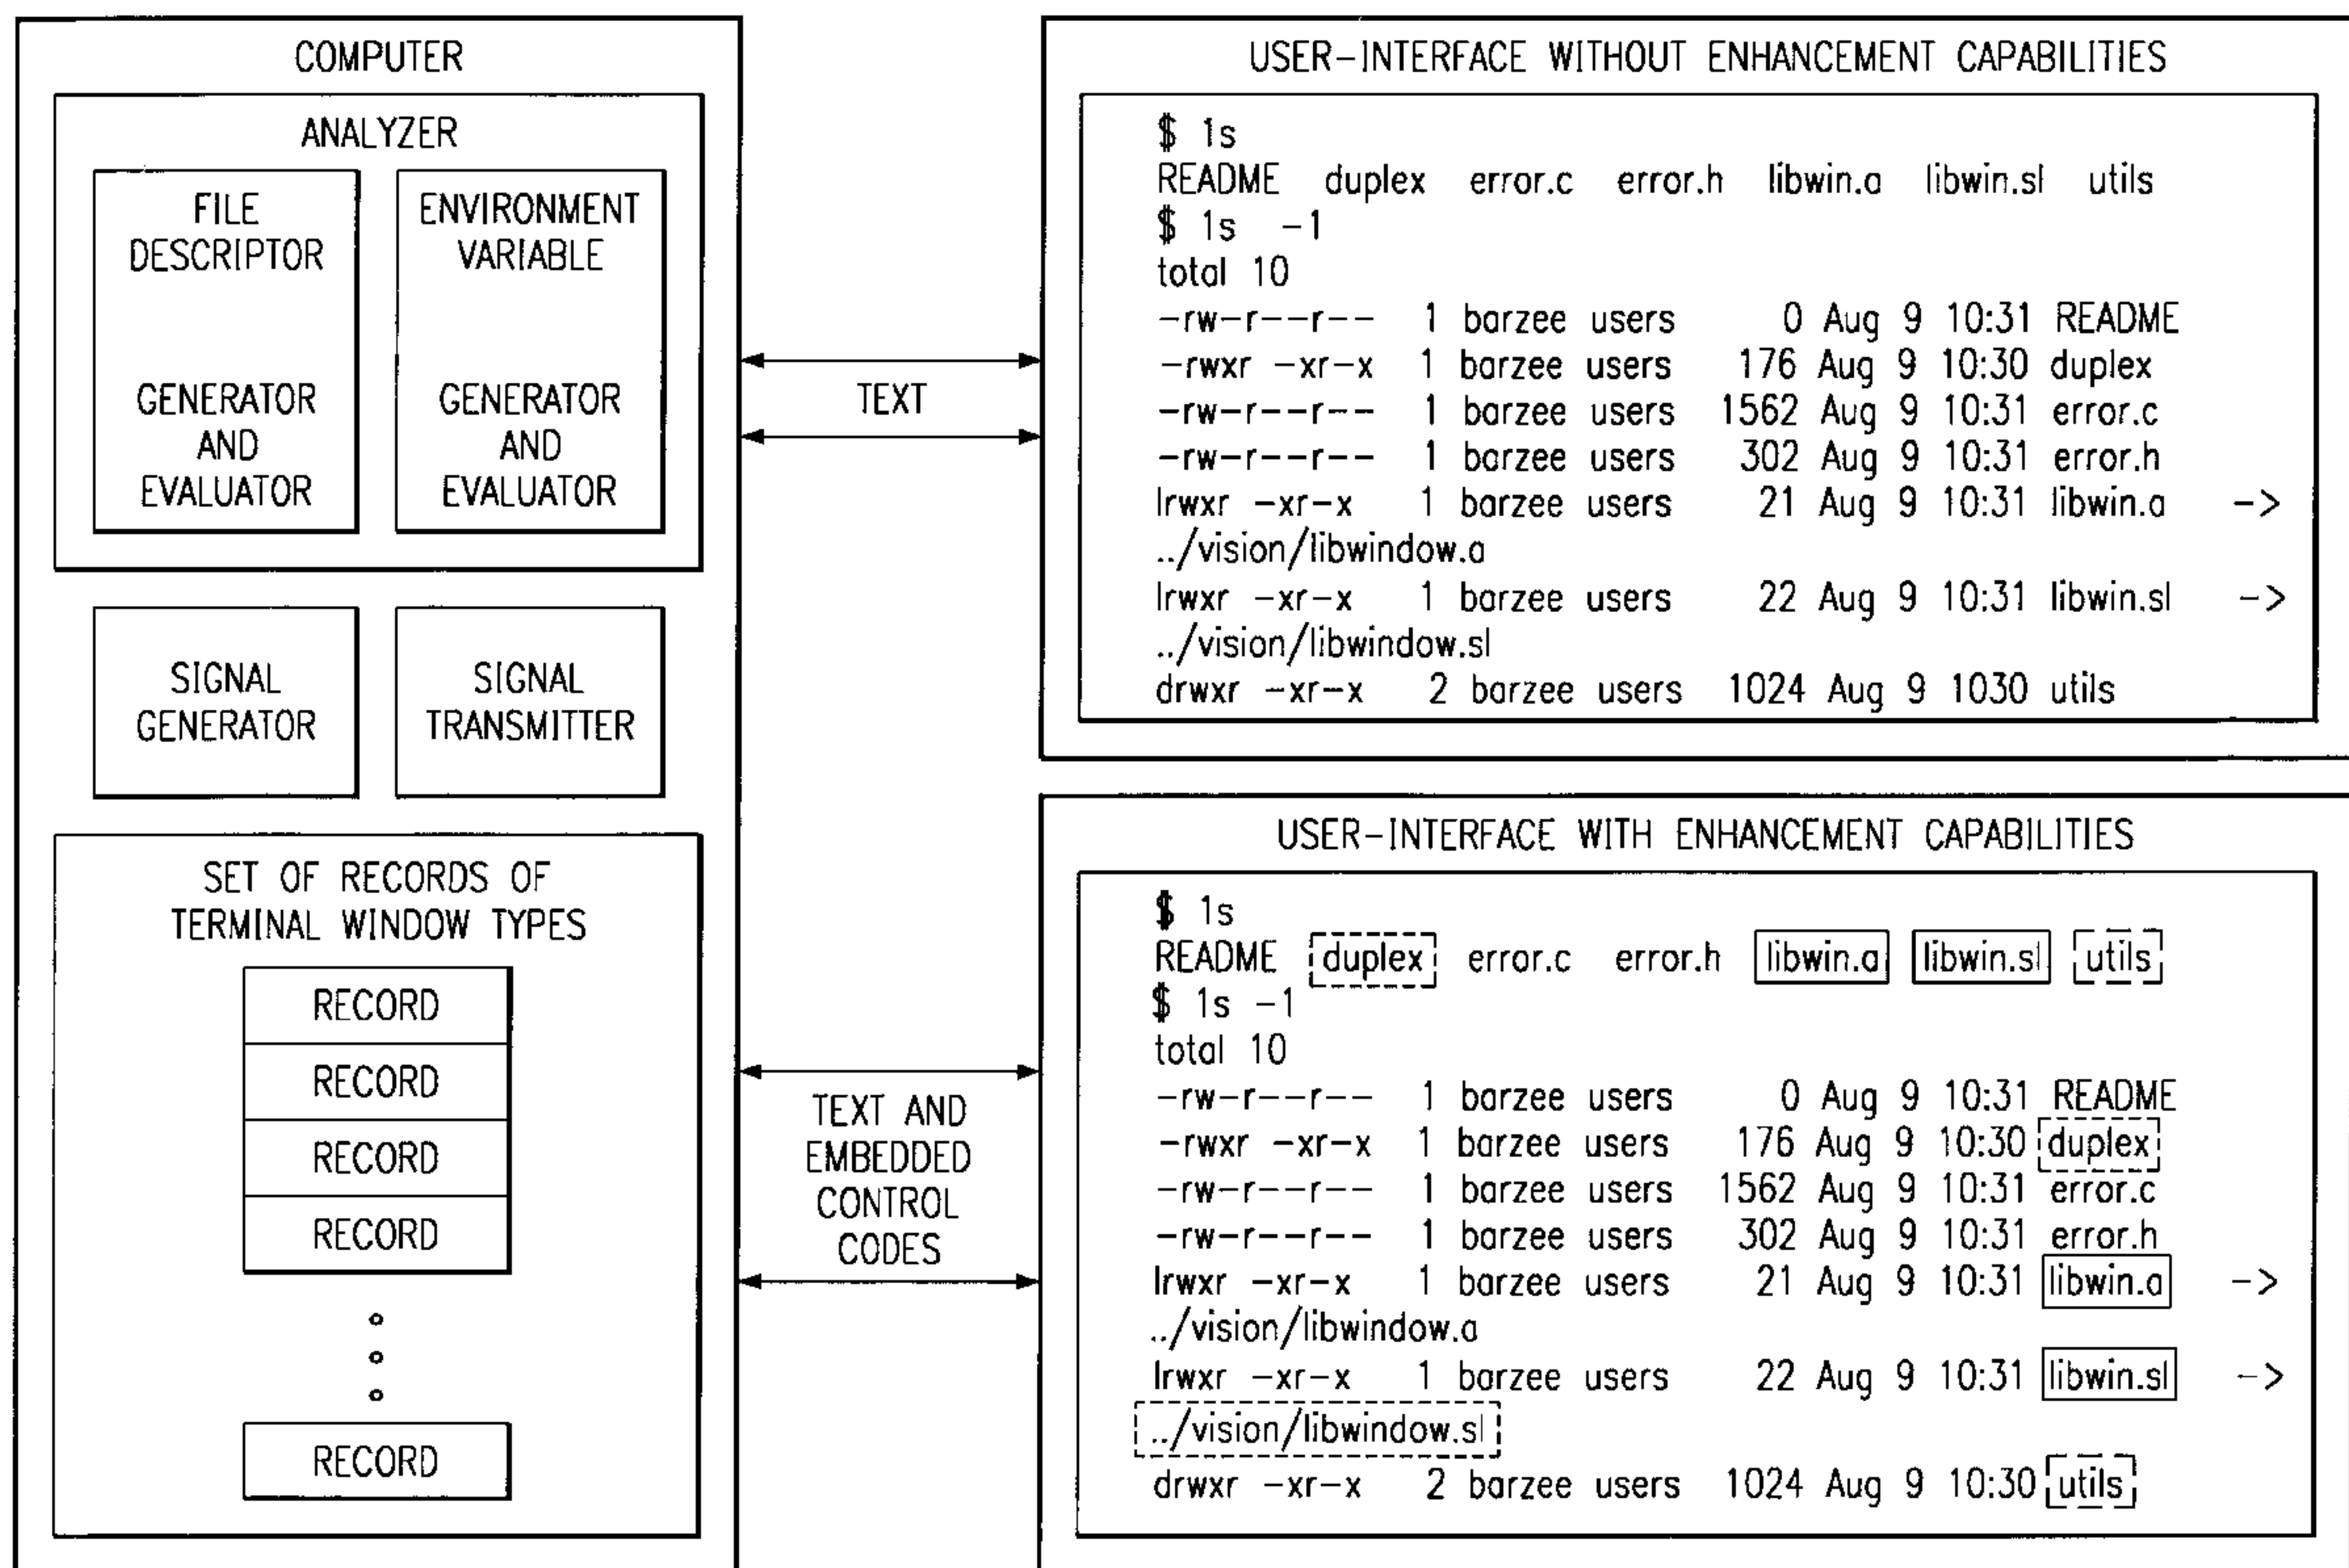 COMPUTER
ANALYZER
FILE
DESCRIPTOR
GENERATOR
AND
EVALUATOR
ENVIRONMENT
VARIABLE
GENERATOR
AND
EVALUATOR
SIGNAL
GENERATOR
SIGNAL
TRANSMITTER
SET OF RECORDS OF
TERMINAL WINDOW TYPES
RECORD
RECORD
RECORD
RECORD
RECORD
TEXT
TEXT AND
EMBEDDED
CONTROL
CODES
USER-INTERFACE WITHOUT ENHANCEMENT CAPABILITIES
$ 1s
README duplex error.c error.h libwin.a libwin.sl utils
$ 1s -1
total 10
-rw-r--r-- 1 barzee users 0 Aug 9 10:31 README
-rwxr -xr-x 1 barzee users 176 Aug 9 10:30 duplex
-rw-r--r-- 1 barzee users 1562 Aug 9 10:31 error.c
-rw-r--r-- 1 barzee users 302 Aug 9 10:31 error.h
lrwxr -xr-x 1 barzee users 21 Aug 9 10:31 libwin.a ->
../vision/libwindow.a
lrwxr -xr-x 1 barzee users 22 Aug 9 10:31 libwin.sl ->
../vision/libwindow.sl
drwxr -xr-x 2 barzee users 1024 Aug 9 1030 utils
USER-INTERFACE WITH ENHANCEMENT CAPABILITIES
$ 1s
README duplex error.c error.h libwin.a libwin.sl utils
$ 1s -1
total 10
-rw-r--r-- 1 barzee users 0 Aug 9 10:31 README
-rwxr -xr-x 1 barzee users 176 Aug 9 10:30 duplex
-rw-r--r-- 1 barzee users 1562 Aug 9 10:31 error.c
-rw-r--r-- 1 barzee users 302 Aug 9 10:31 error.h
lrwxr -xr-x 1 barzee users 21 Aug 9 10:31 libwin.a ->
../vision/libwindow.a
lrwxr -xr-x 1 barzee users 22 Aug 9 10:31 libwin.sl ->
../vision/libwindow.sl
drwxr -xr-x 2 barzee users 1024 Aug 9 10:30 utils